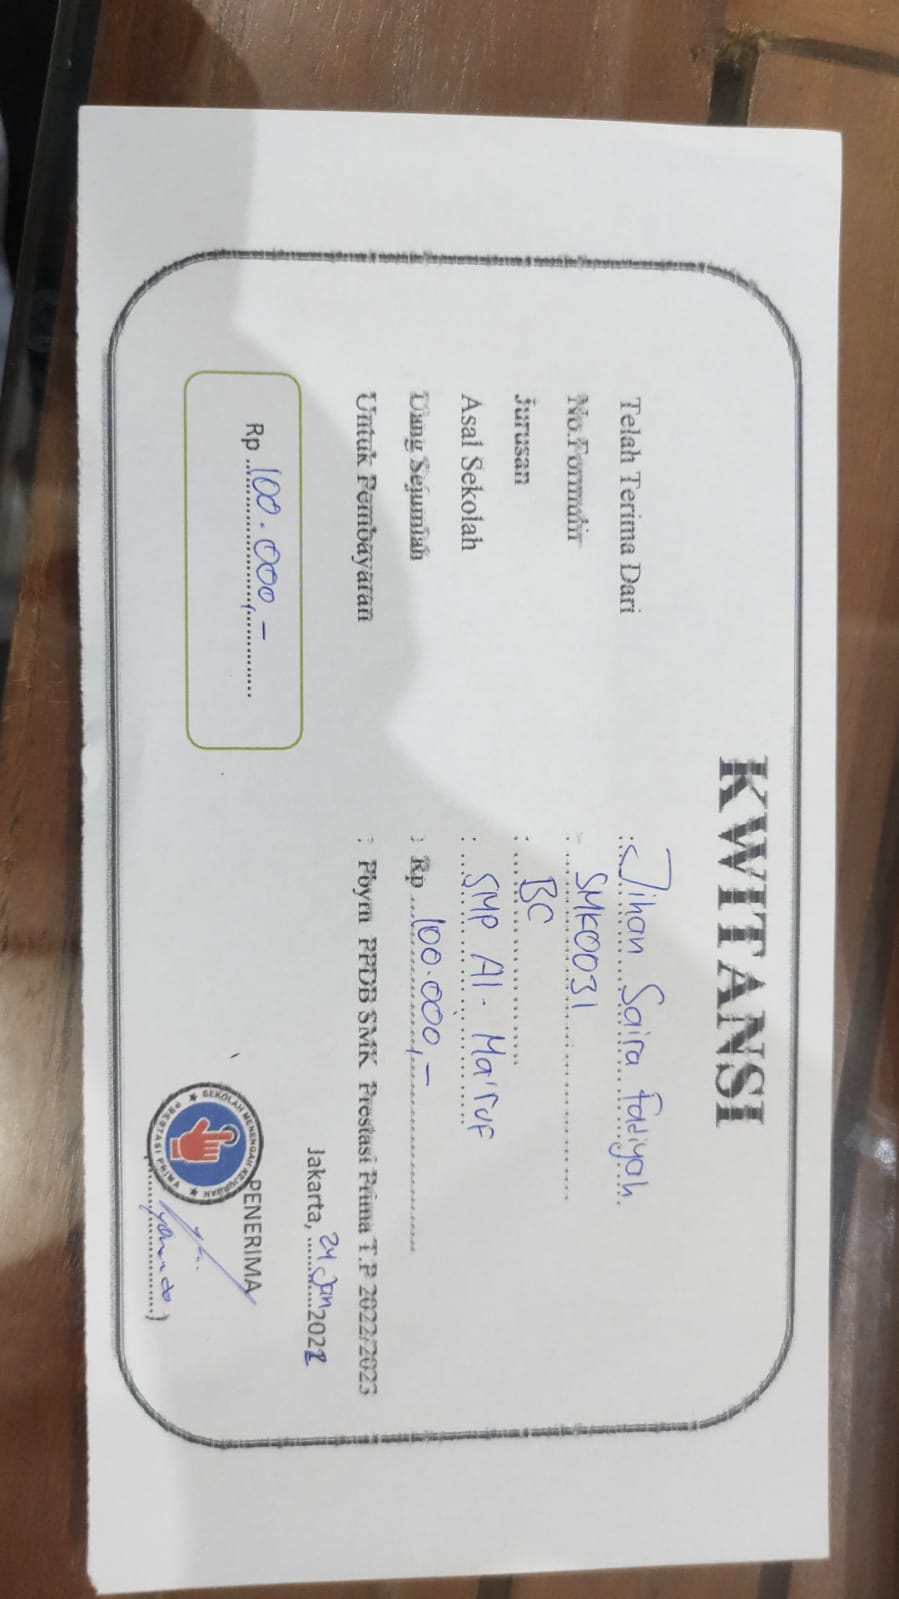 KWITANSI
Telah Terima Dari : Jihan Saira Fadiyah
No.Formulir : SMK0031
Jurusan : BC
Asal Sekolah : SMP Al- Ma'ruf
Uang Sejumlah : Rp 100.000,-
Untuk Pembayaran : Pbyrn PPDB SMK Prestasi Prima T.P 2022/2023
Jakarta, 24 Jan 2022
Rp 100.000,-
PENERIMA
SEKOLAH MENENGAH KEJURUAN
PRESTASI PRIMA